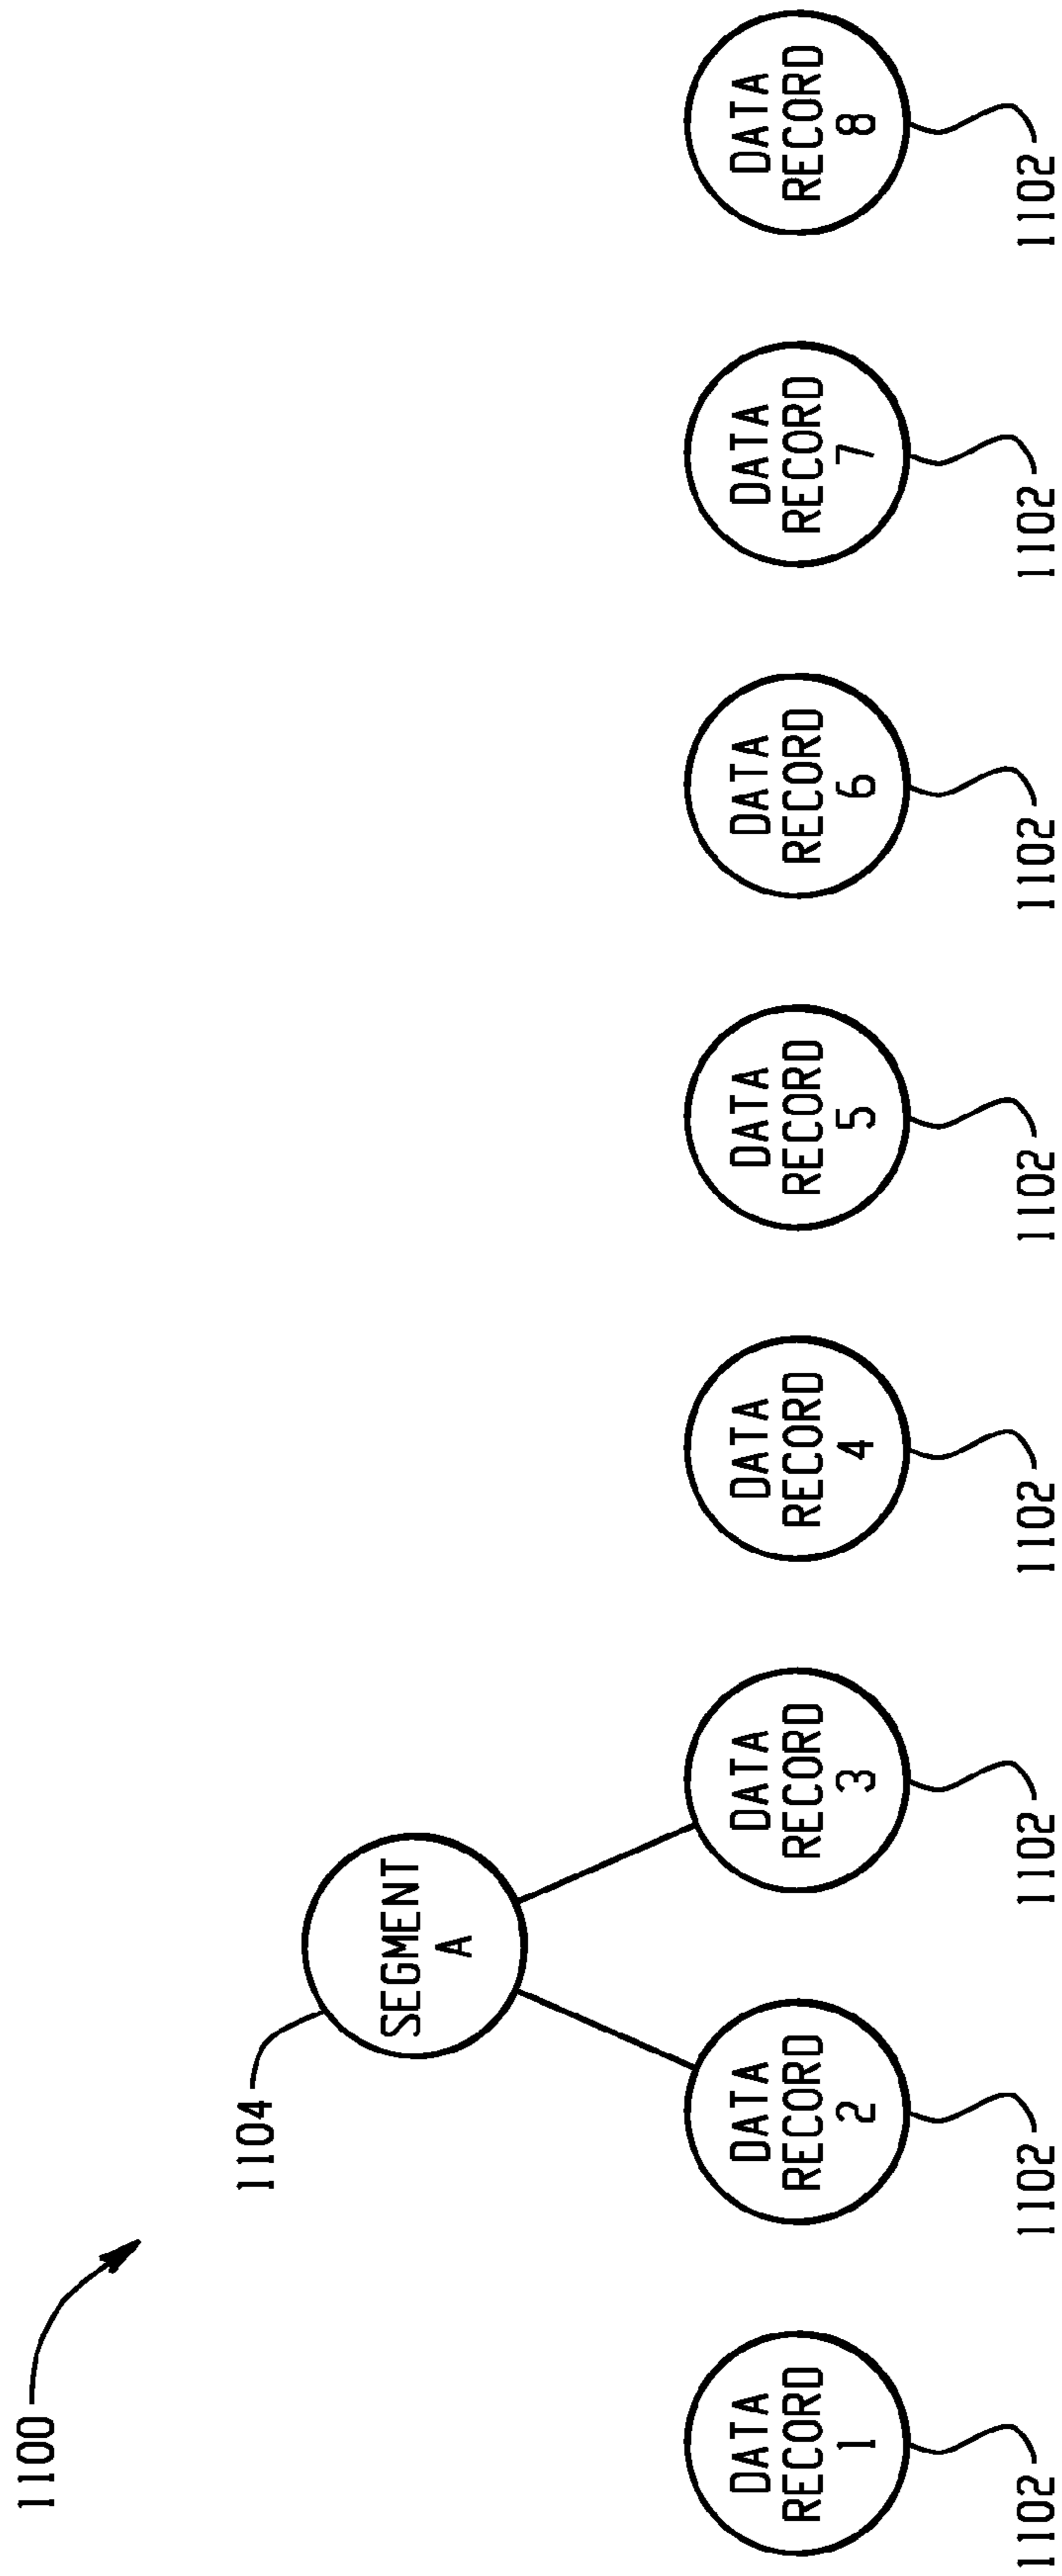 1100
1104
SEGMENT
A
DATA
RECORD
1
DATA
RECORD
2
DATA
RECORD
3
DATA
RECORD
4
DATA
RECORD
5
DATA
RECORD
6
DATA
RECORD
7
DATA
RECORD
8
1102
1102
1102
1102
1102
1102
1102
1102